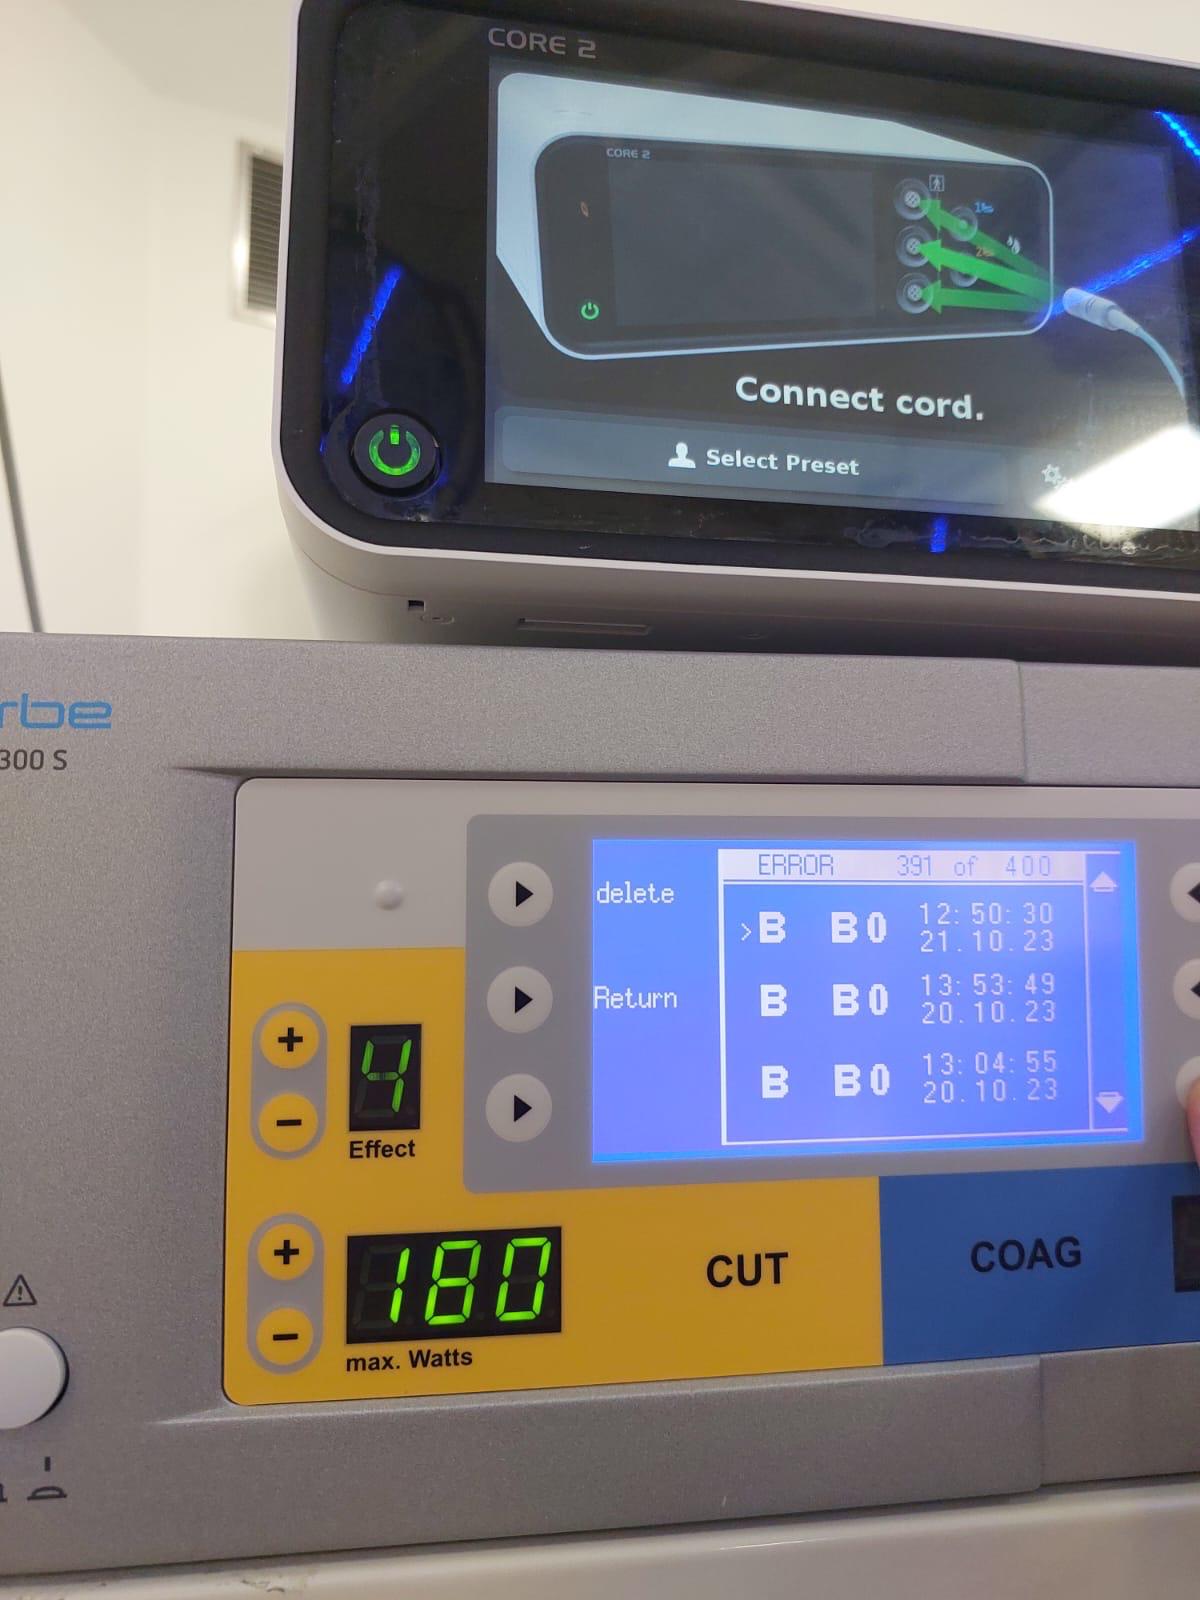 CORE 2
CORE 2
Connect cord.
Select Preset
rbe
300 S
ERROR 391 of 400
delete
>B B0 12:50:30
21.10.23
Return
B B0 13:53:49
20.10.23
B B0 13:04:55
20.10.23
+
4
-
Effect
+
180
-
max. Watts
CUT
COAG